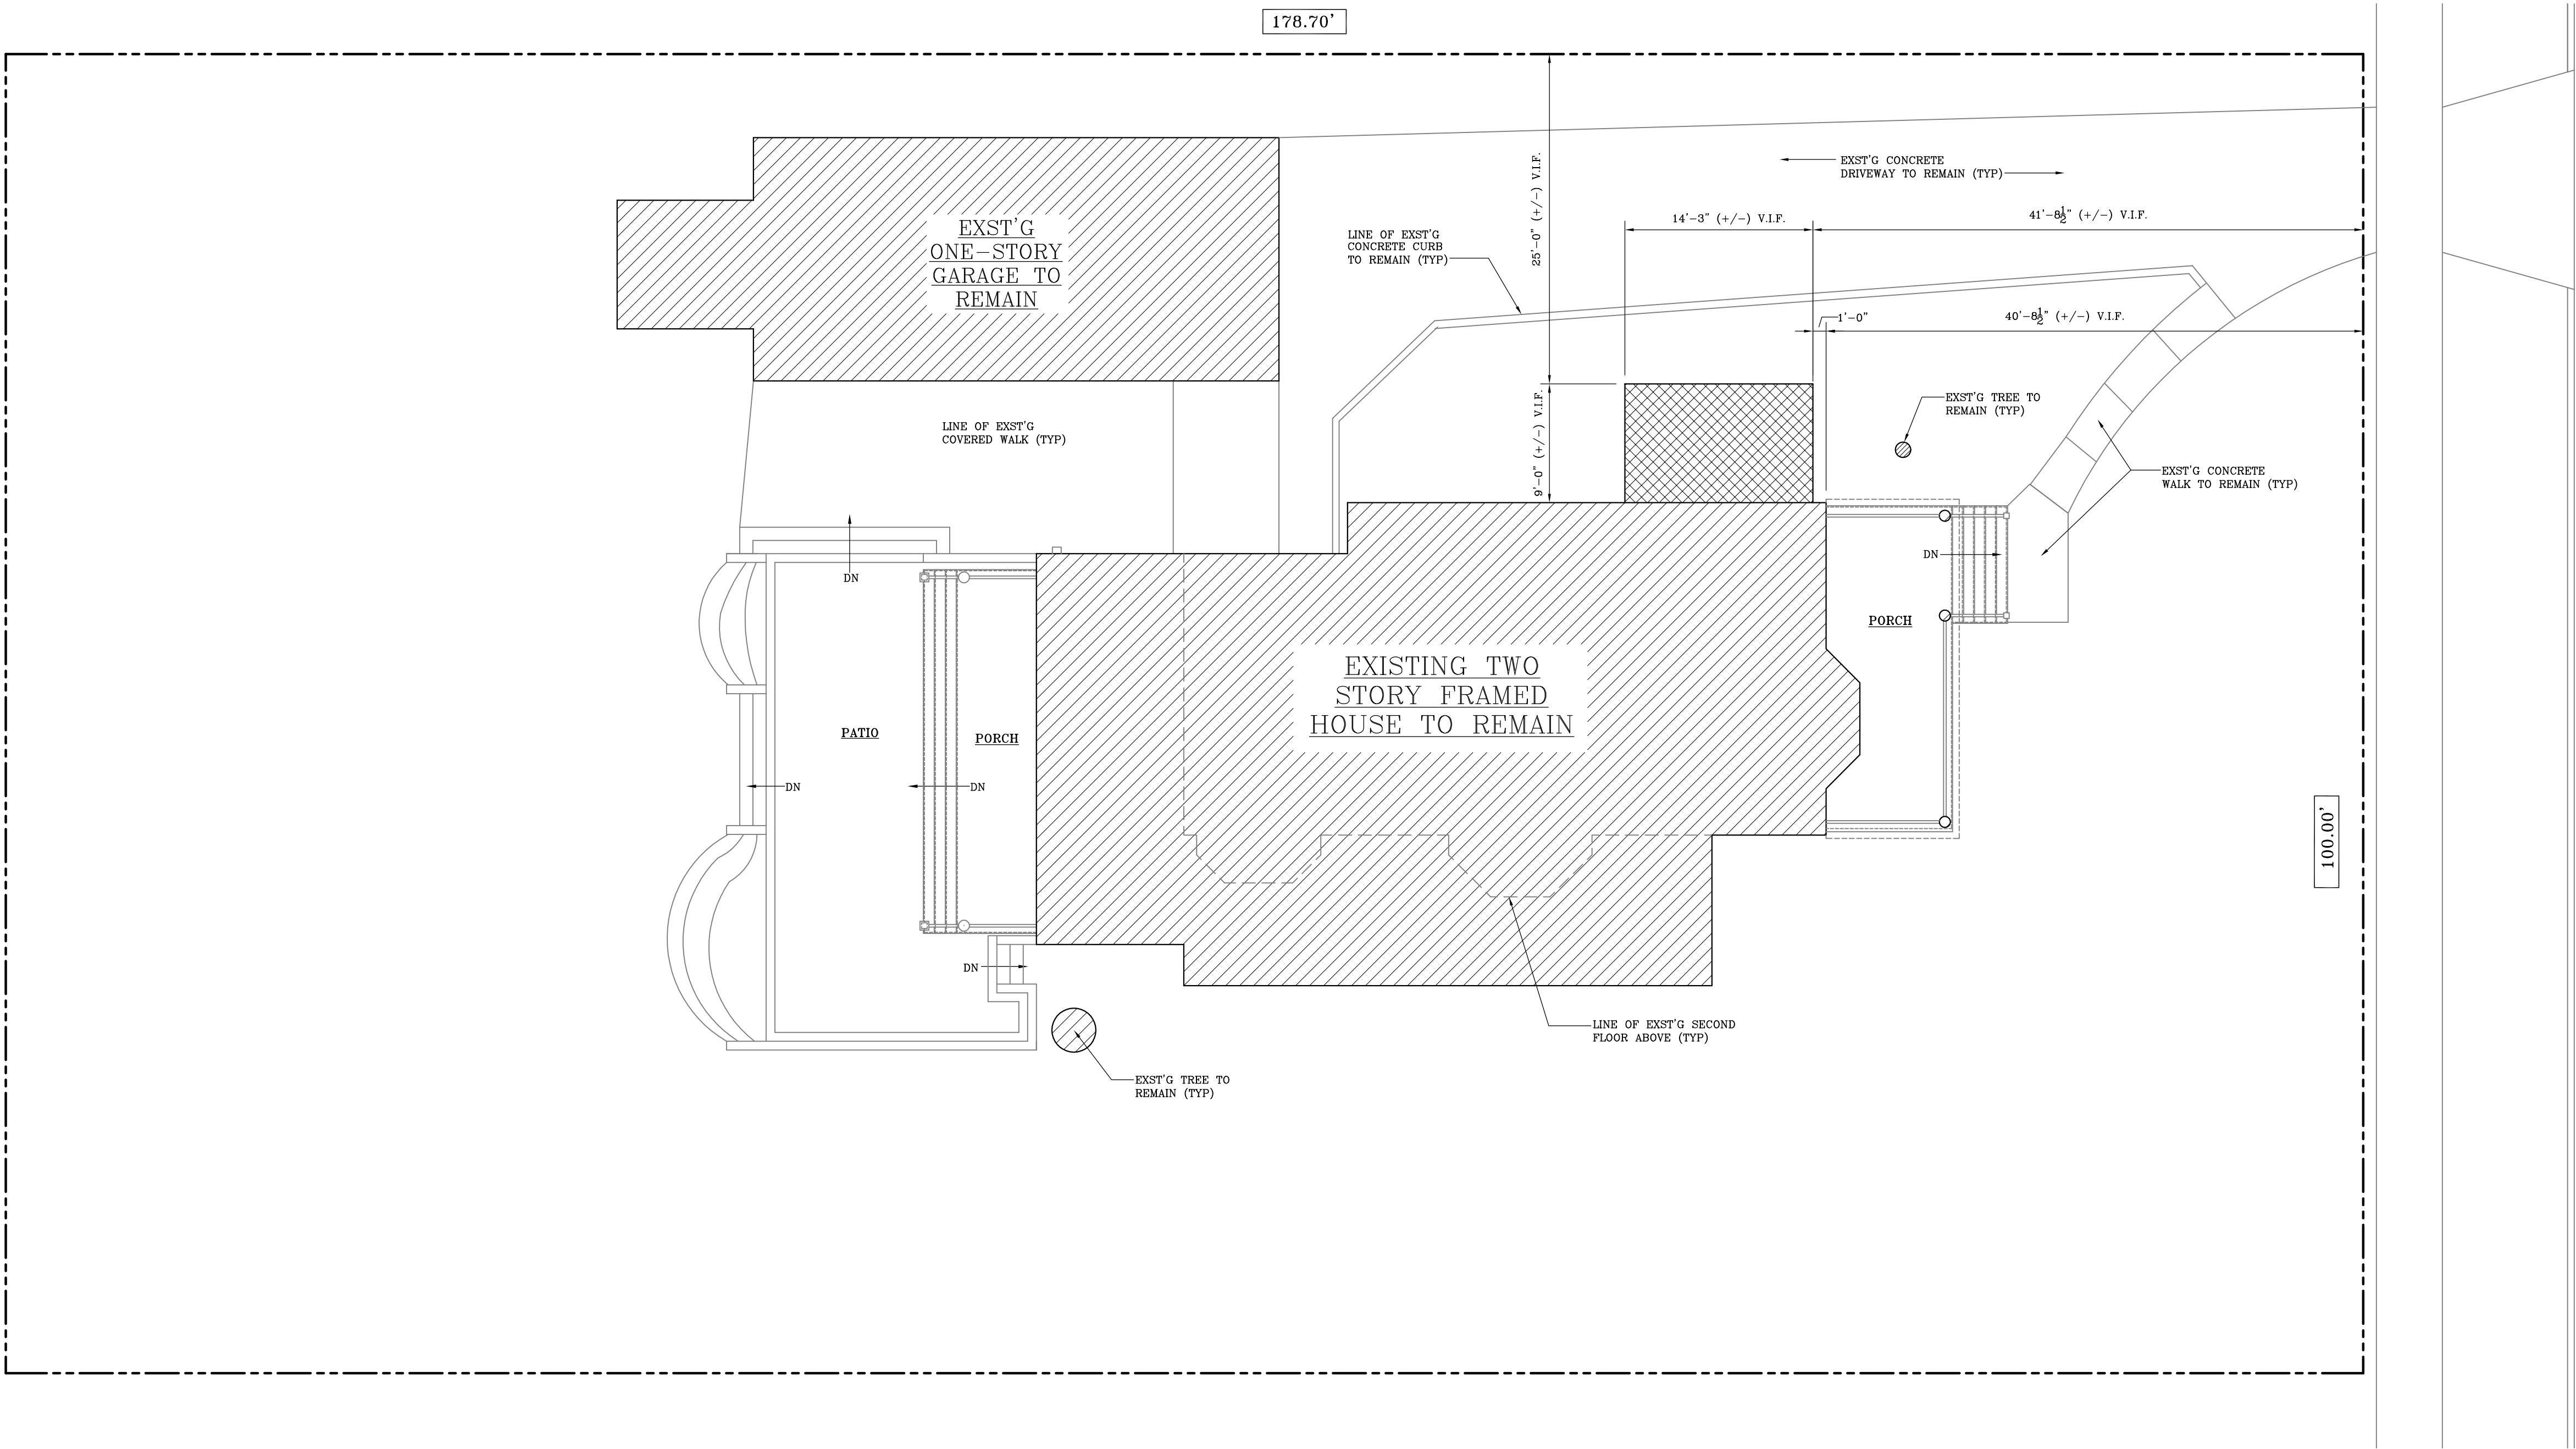 178.70'
EXST'G CONCRETE
DRIVEWAY TO REMAIN (TYP)
25'-0" (+/-) V.I.F.
14'-3" (+/-) V.I.F.
41'-8½" (+/-) V.I.F.
EXST'G
ONE-STORY
GARAGE TO
REMAIN
LINE OF EXST'G
CONCRETE CURB
TO REMAIN (TYP)
1'-0"
40'-8½" (+/-) V.I.F.
9'-0" (+/-) V.I.F.
EXST'G TREE TO
REMAIN (TYP)
LINE OF EXST'G
COVERED WALK (TYP)
EXST'G CONCRETE
WALK TO REMAIN (TYP)
DN
DN
PORCH
EXISTING TWO
STORY FRAMED
HOUSE TO REMAIN
PATIO
PORCH
DN
DN
100.00'
DN
LINE OF EXST'G SECOND
FLOOR ABOVE (TYP)
EXST'G TREE TO
REMAIN (TYP)